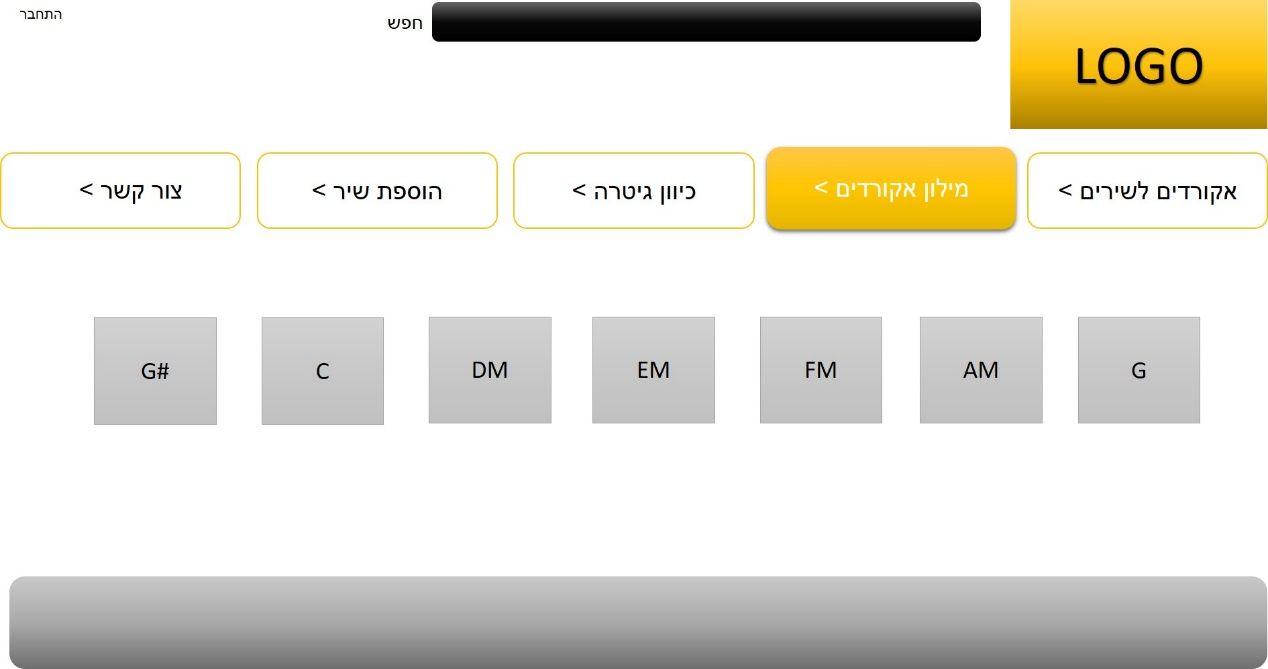 LOGO
חפש
התחבר
אקורדים לשירים >
מילון אקורדים >
כיוון גיטרה >
הוספת שיר >
צור קשר >
G
AM
FM
EM
DM
C
G#